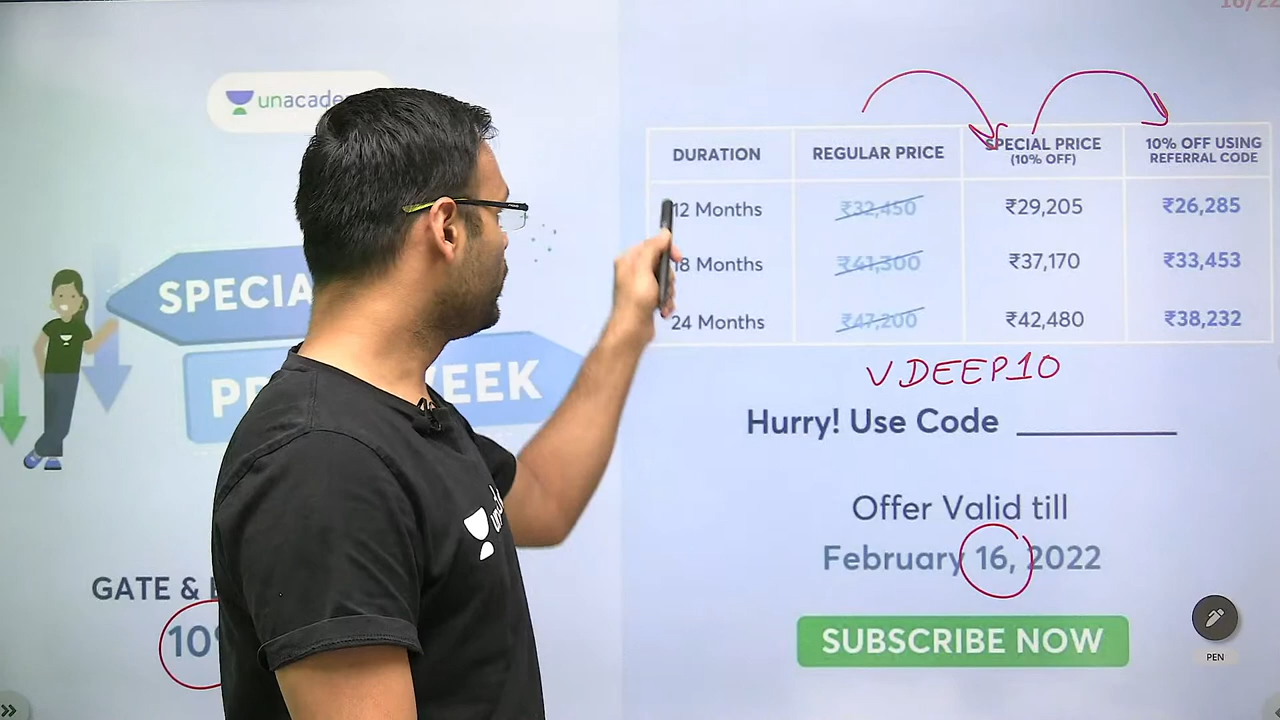 16/22
unacade
SPECIA
EEK
GATE &
10%
DURATION REGULAR PRICE SPECIAL PRICE (10% OFF) 10% OFF USING REFERRAL CODE
12 Months ₹32,450 ₹29,205 ₹26,285
18 Months ₹41,300 ₹37,170 ₹33,453
24 Months ₹47,200 ₹42,480 ₹38,232
VDEEP10
Hurry! Use Code
Offer Valid till
February 16, 2022
SUBSCRIBE NOW
PEN